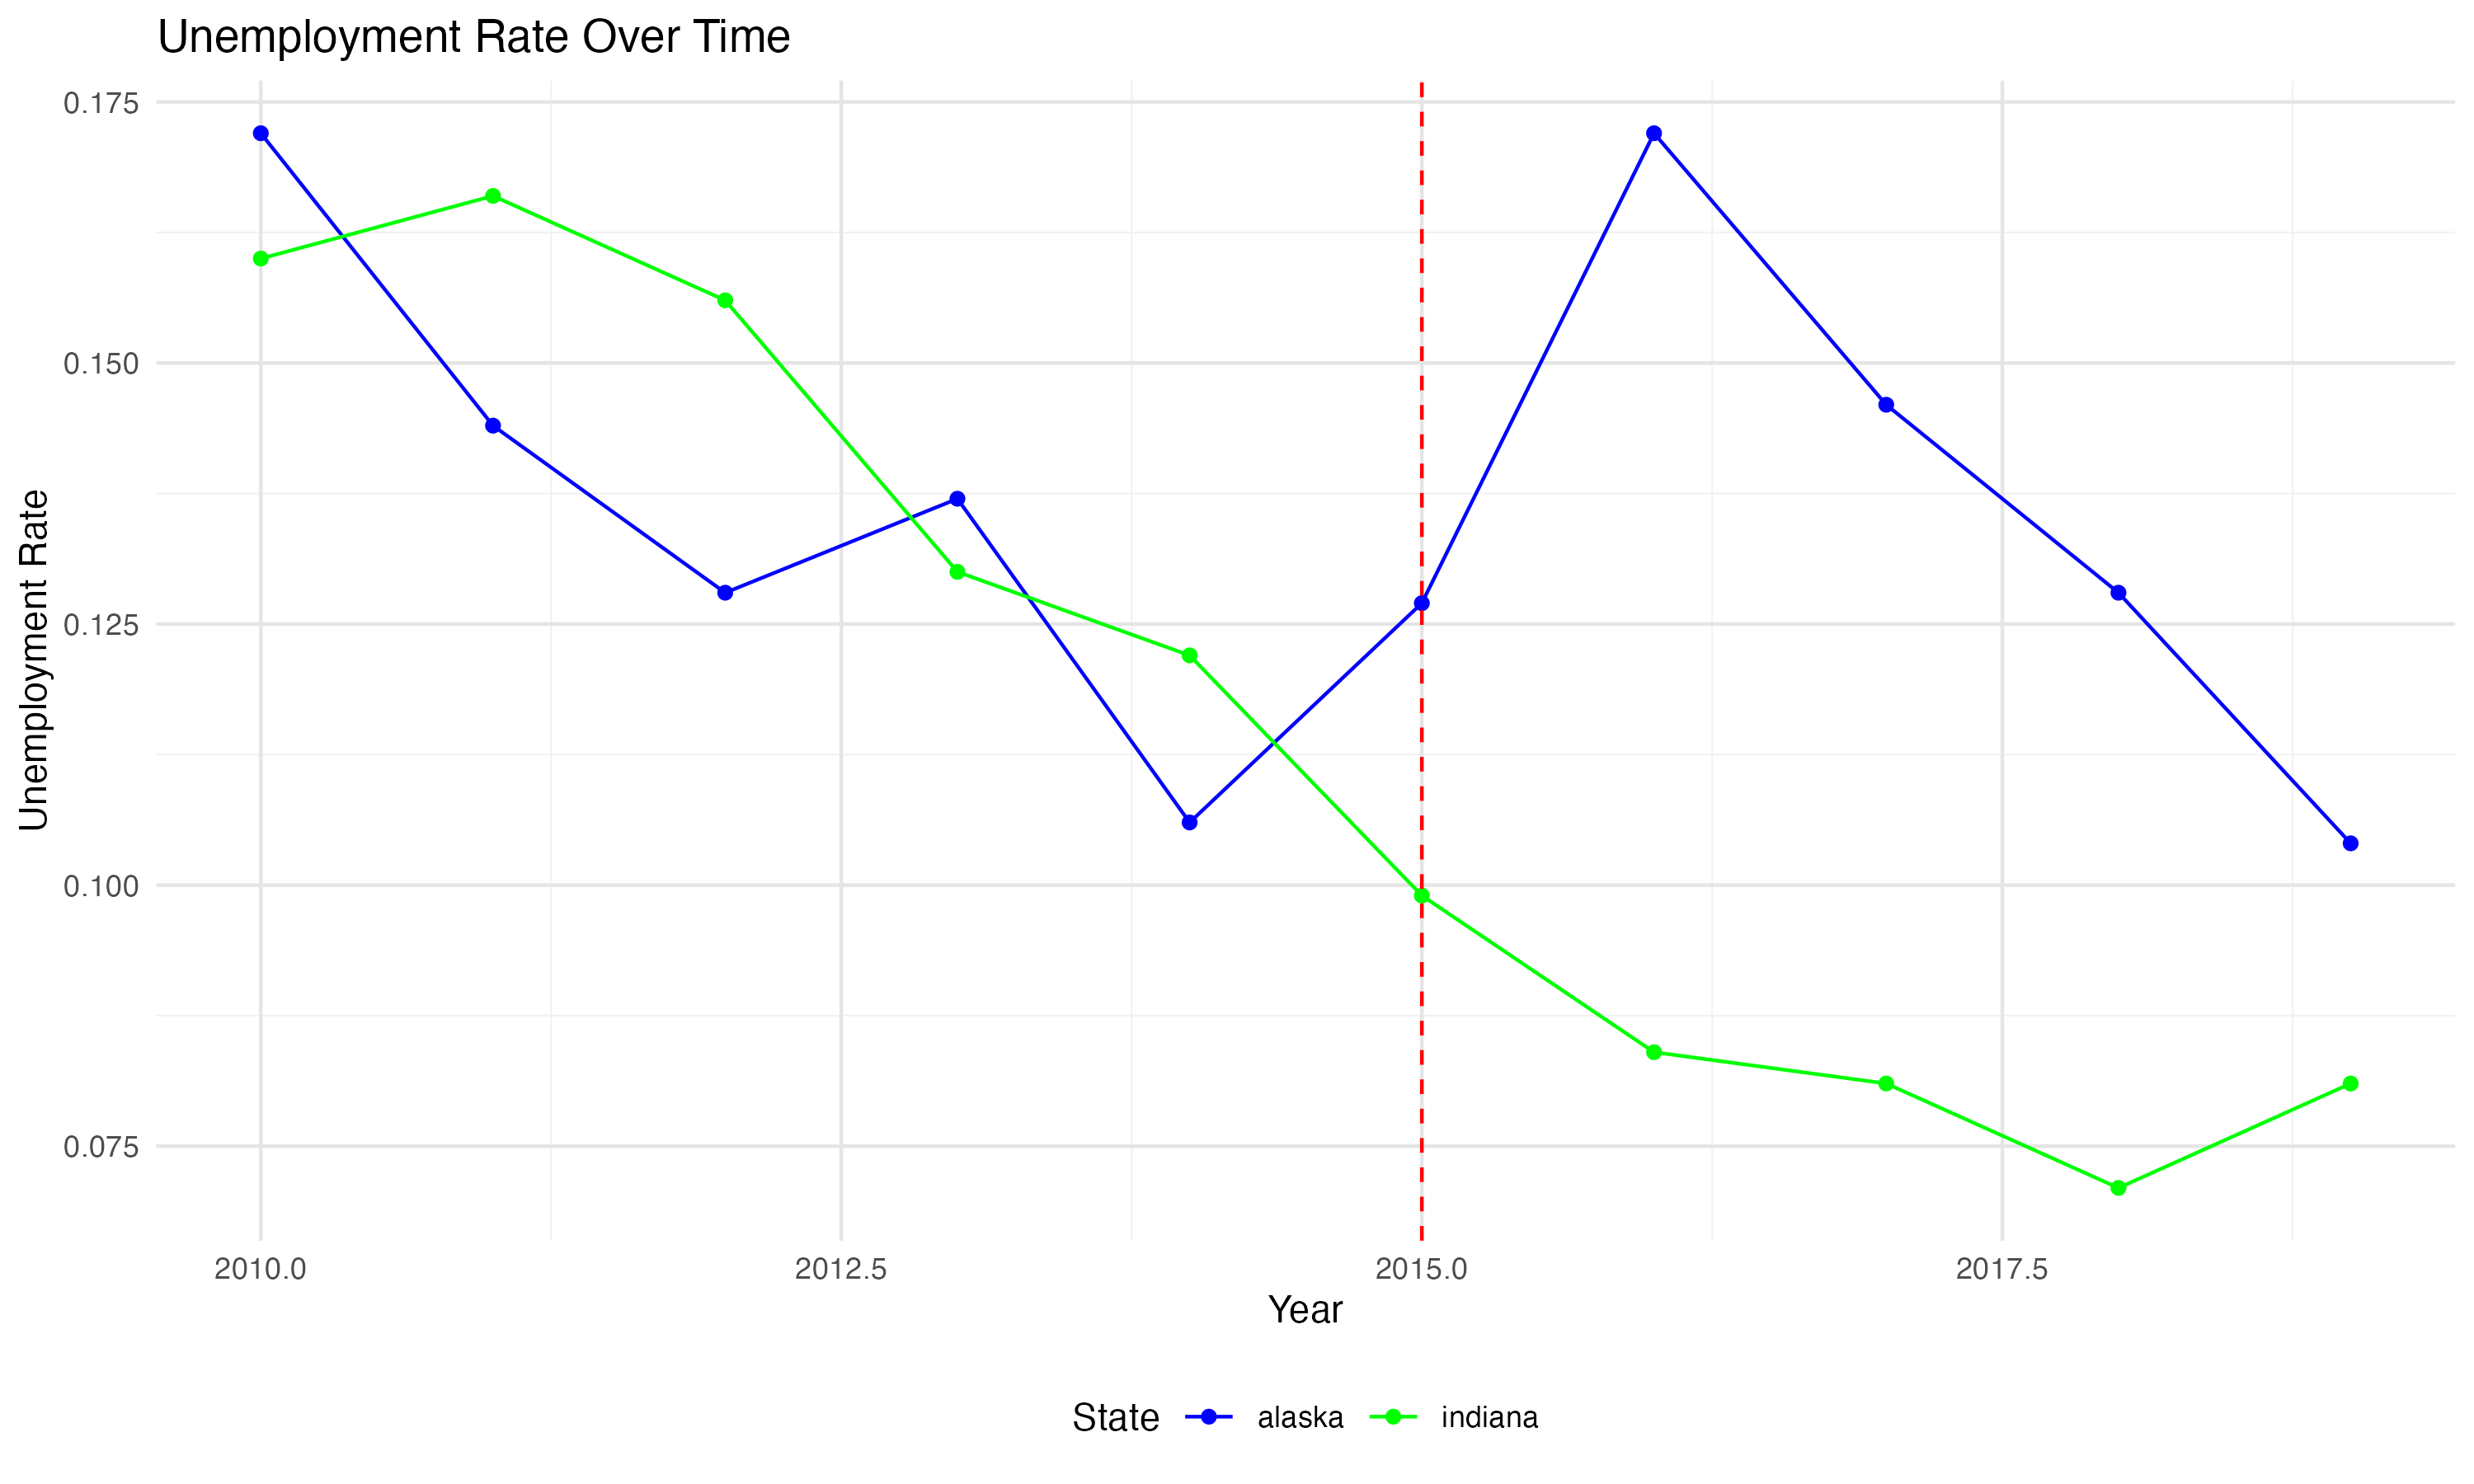 Unemployment Rate Over Time
0.175
0.150
0.125
0.100
0.075
Unemployment Rate
2010.0 2012.5 2015.0 2017.5
Year
State alaska indiana